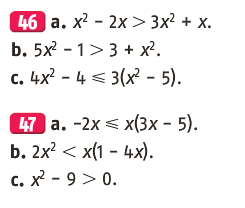 46 a. x² − 2x > 3x² + x.
b. 5x² − 1 > 3 + x².
c. 4x² − 4 ⩽ 3(x² − 5).
47 a. −2x ⩽ x(3x − 5).
b. 2x² < x(1 − 4x).
c. x² − 9 > 0.